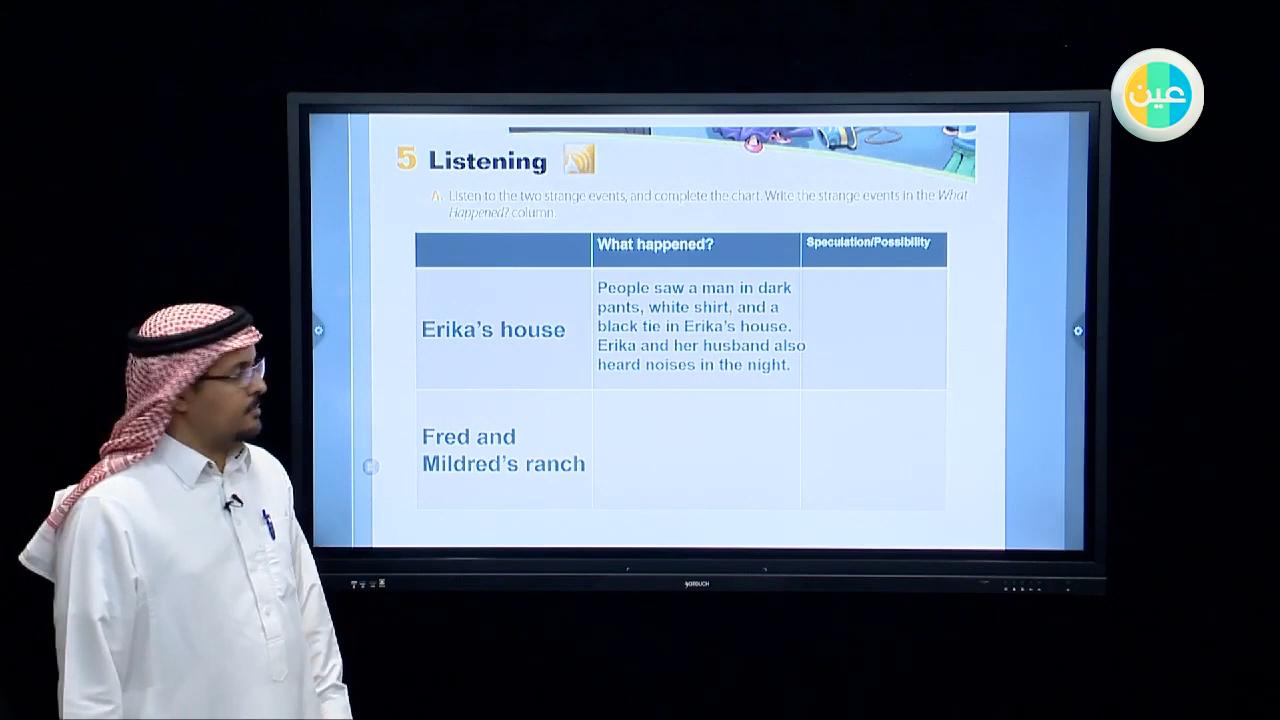 عين
5 Listening
A. Listen to the two strange events, and complete the chart. Write the strange events in the What
Happened? column.
What happened?
Speculation/Possibility
Erika's house
People saw a man in dark
pants, white shirt, and a
black tie in Erika's house.
Erika and her husband also
heard noises in the night.
Fred and
Mildred's ranch